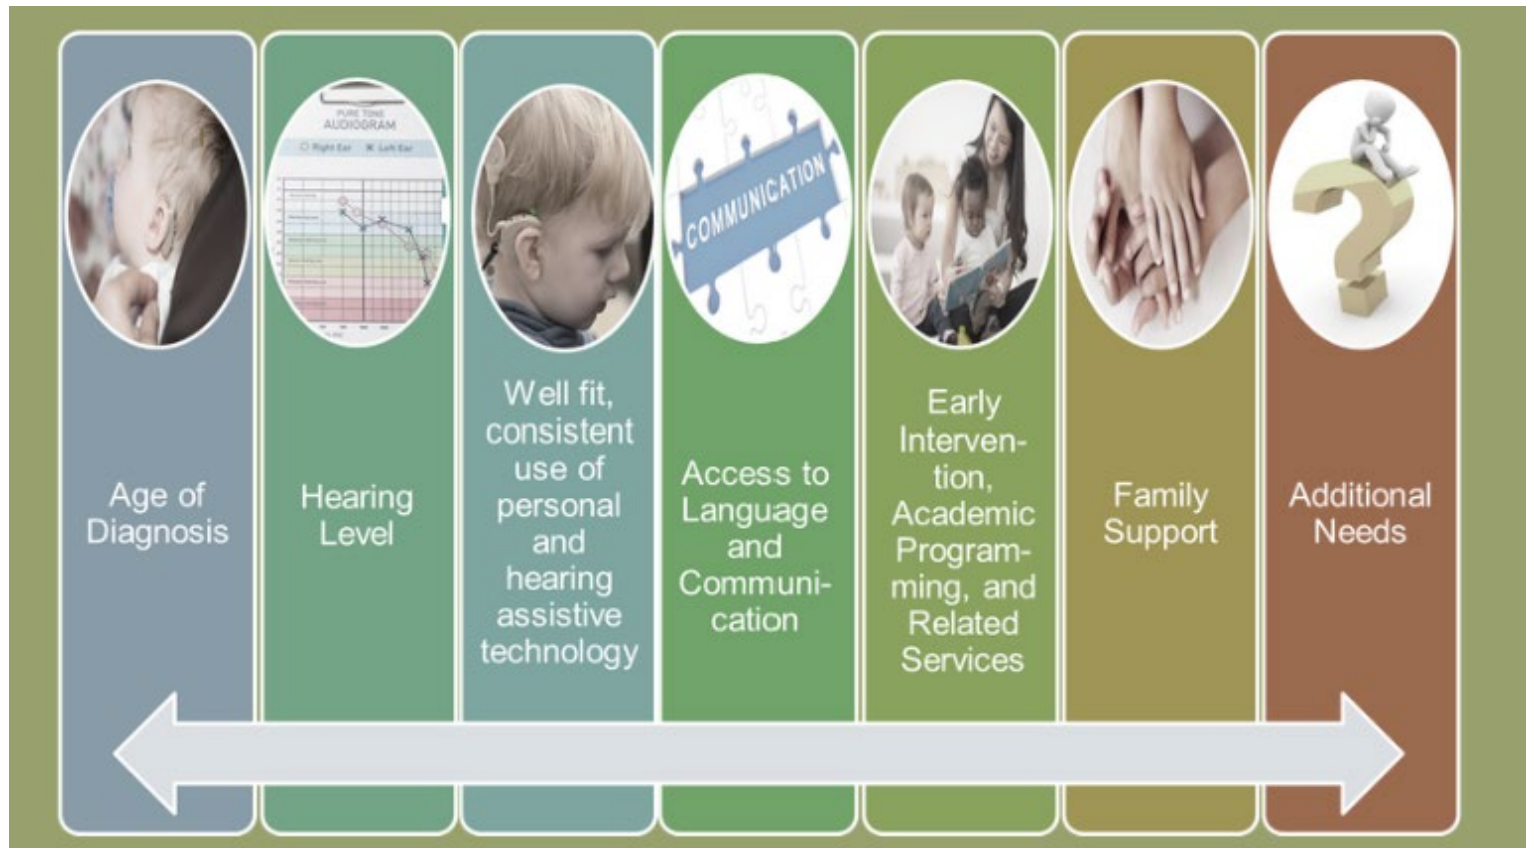 PURE TONE
AUDIOGRAM
Right Ear
Left Ear
COMMUNICATION
Age of
Diagnosis
Hearing
Level
Well fit,
consistent
use of
personal
and
hearing
assistive
technology
Access to
Language
and
Communi-
cation
Early
Interven-
tion,
Academic
Program-
ming, and
Related
Services
Family
Support
Additional
Needs